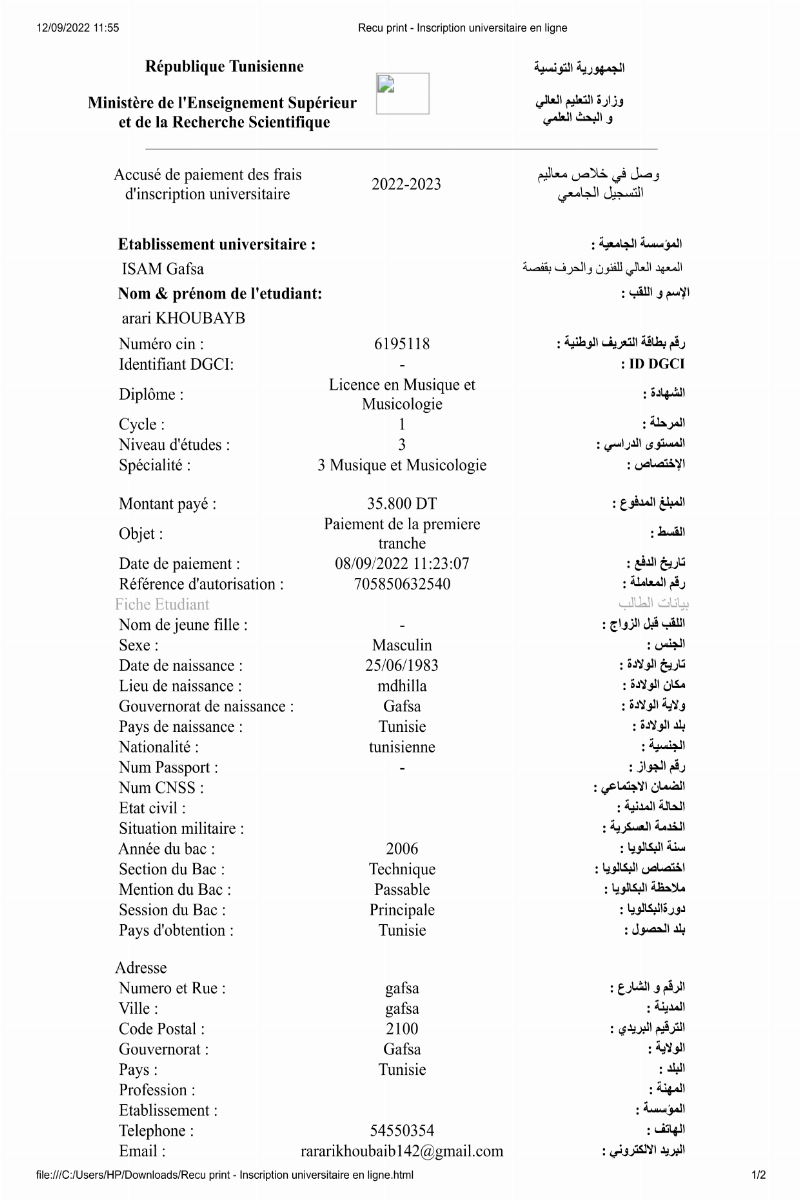 12/09/2022 11:55 Recu print - Inscription universitaire en ligne
République Tunisienne الجمهورية التونسية
Ministère de l'Enseignement Supérieur وزارة التعليم العالي
et de la Recherche Scientifique و البحث العلمي
Accusé de paiement des frais 2022-2023 وصل في خلاص معاليم
d'inscription universitaire التسجيل الجامعي
Etablissement universitaire : المؤسسة الجامعية :
ISAM Gafsa المعهد العالي للفنون والحرف بقفصة
Nom & prénom de l'etudiant: الإسم و اللقب :
arari KHOUBAYB
Numéro cin : 6195118 رقم بطاقة التعريف الوطنية :
Identifiant DGCI: - ID DGCI :
Diplôme : Licence en Musique et الشهادة :
Musicologie
Cycle : 1 المرحلة :
Niveau d'études : 3 المستوى الدراسي :
Spécialité : 3 Musique et Musicologie الإختصاص :
Montant payé : 35.800 DT المبلغ المدفوع :
Objet : Paiement de la premiere القسط :
tranche
Date de paiement : 08/09/2022 11:23:07 تاريخ الدفع :
Référence d'autorisation : 705850632540 رقم المعاملة :
Fiche Etudiant بيانات الطالب
Nom de jeune fille : - اللقب قبل الزواج :
Sexe : Masculin الجنس :
Date de naissance : 25/06/1983 تاريخ الولادة :
Lieu de naissance : mdhilla مكان الولادة :
Gouvernorat de naissance : Gafsa ولاية الولادة :
Pays de naissance : Tunisie بلد الولادة :
Nationalité : tunisienne الجنسية :
Num Passport : - رقم الجواز :
Num CNSS : الضمان الاجتماعي :
Etat civil : الحالة المدنية :
Situation militaire : الخدمة العسكرية :
Année du bac : 2006 سنة البكالويا :
Section du Bac : Technique اختصاص البكالويا :
Mention du Bac : Passable ملاحظة البكالويا :
Session du Bac : Principale دورةالبكالويا :
Pays d'obtention : Tunisie بلد الحصول :
Adresse
Numero et Rue : gafsa الرقم و الشارع :
Ville : gafsa المدينة :
Code Postal : 2100 الترقيم البريدي :
Gouvernorat : Gafsa الولاية :
Pays : Tunisie البلد :
Profession : المهنة :
Etablissement : المؤسسة :
Telephone : 54550354 الهاتف :
Email : rararikhoubaib142@gmail.com البريد الالكتروني :
file:///C:/Users/HP/Downloads/Recu print - Inscription universitaire en ligne.html 1/2